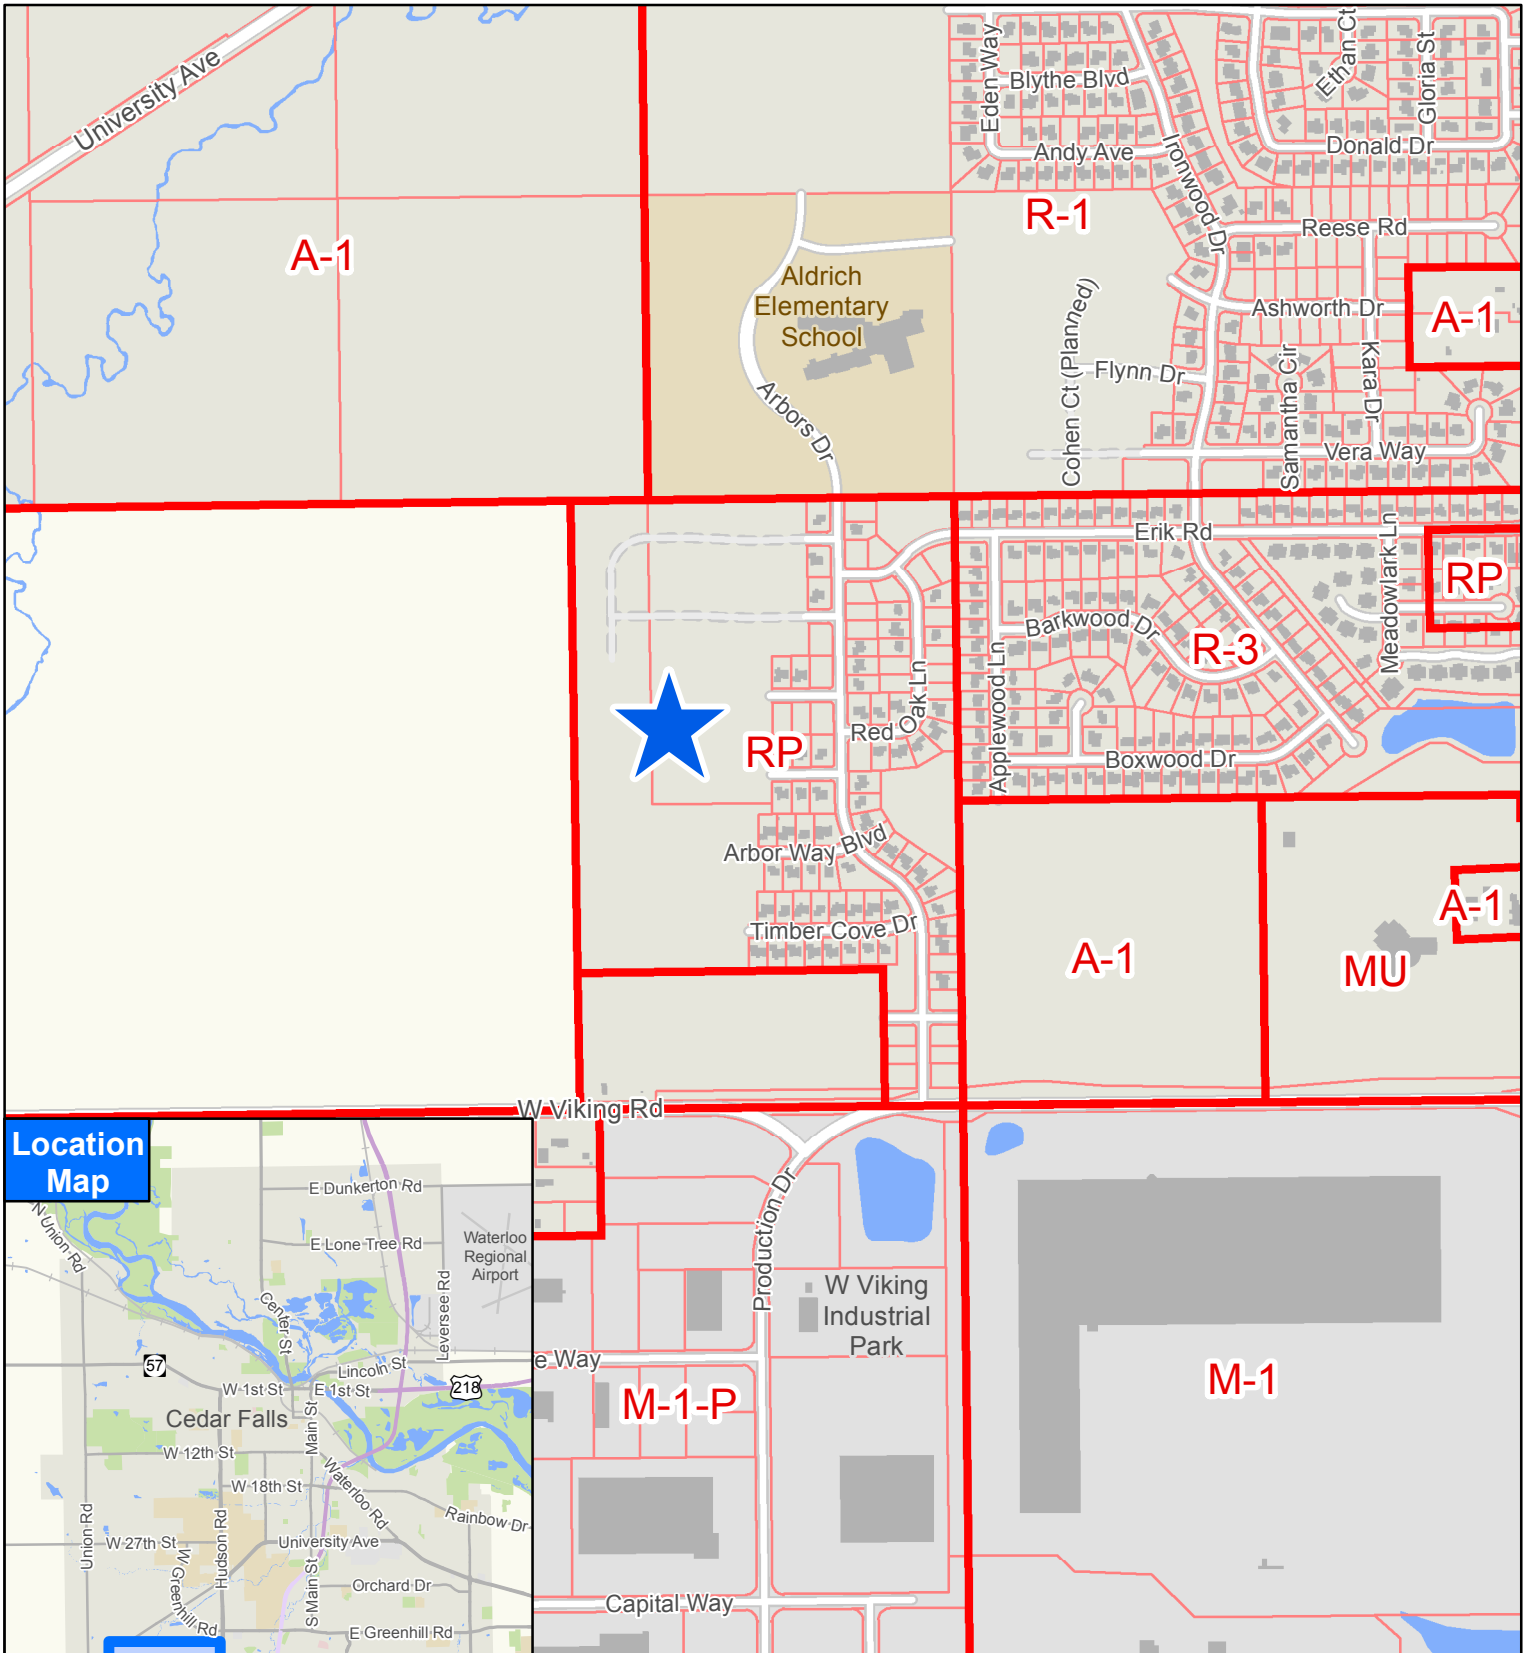 University Ave
Eden Way
Blythe Blvd
Andy Ave
Ironwood Dr
Ethan Ct
Gloria St
Donald Dr
R-1
Reese Rd
A-1
Aldrich
Elementary
School
Arbors Dr
Cohen Ct (Planned)
Flynn Dr
Ashworth Dr
A-1
Samantha Cir
Kara Dr
Vera Way
Erik Rd
Meadowlark Ln
RP
Barkwood Dr
R-3
Applewood Ln
Red Oak Ln
RP
Boxwood Dr
Arbor Way Blvd
Timber Cove Dr
A-1
A-1
MU
W Viking Rd
Production Dr
W Viking
Industrial
Park
e Way
M-1-P
M-1
Capital Way
Location
Map
N Union Rd
E Dunkerton Rd
E Lone Tree Rd
Waterloo
Regional
Airport
Leversee Rd
Center St
57
Lincoln St
W 1st St
E 1st St
218
Cedar Falls
Main St
W 12th St
W 18th St
Waterloo Rd
Rainbow Dr
Union Rd
W 27th St
Hudson Rd
University Ave
W Greenhill Rd
S Main St
Orchard Dr
E Greenhill Rd